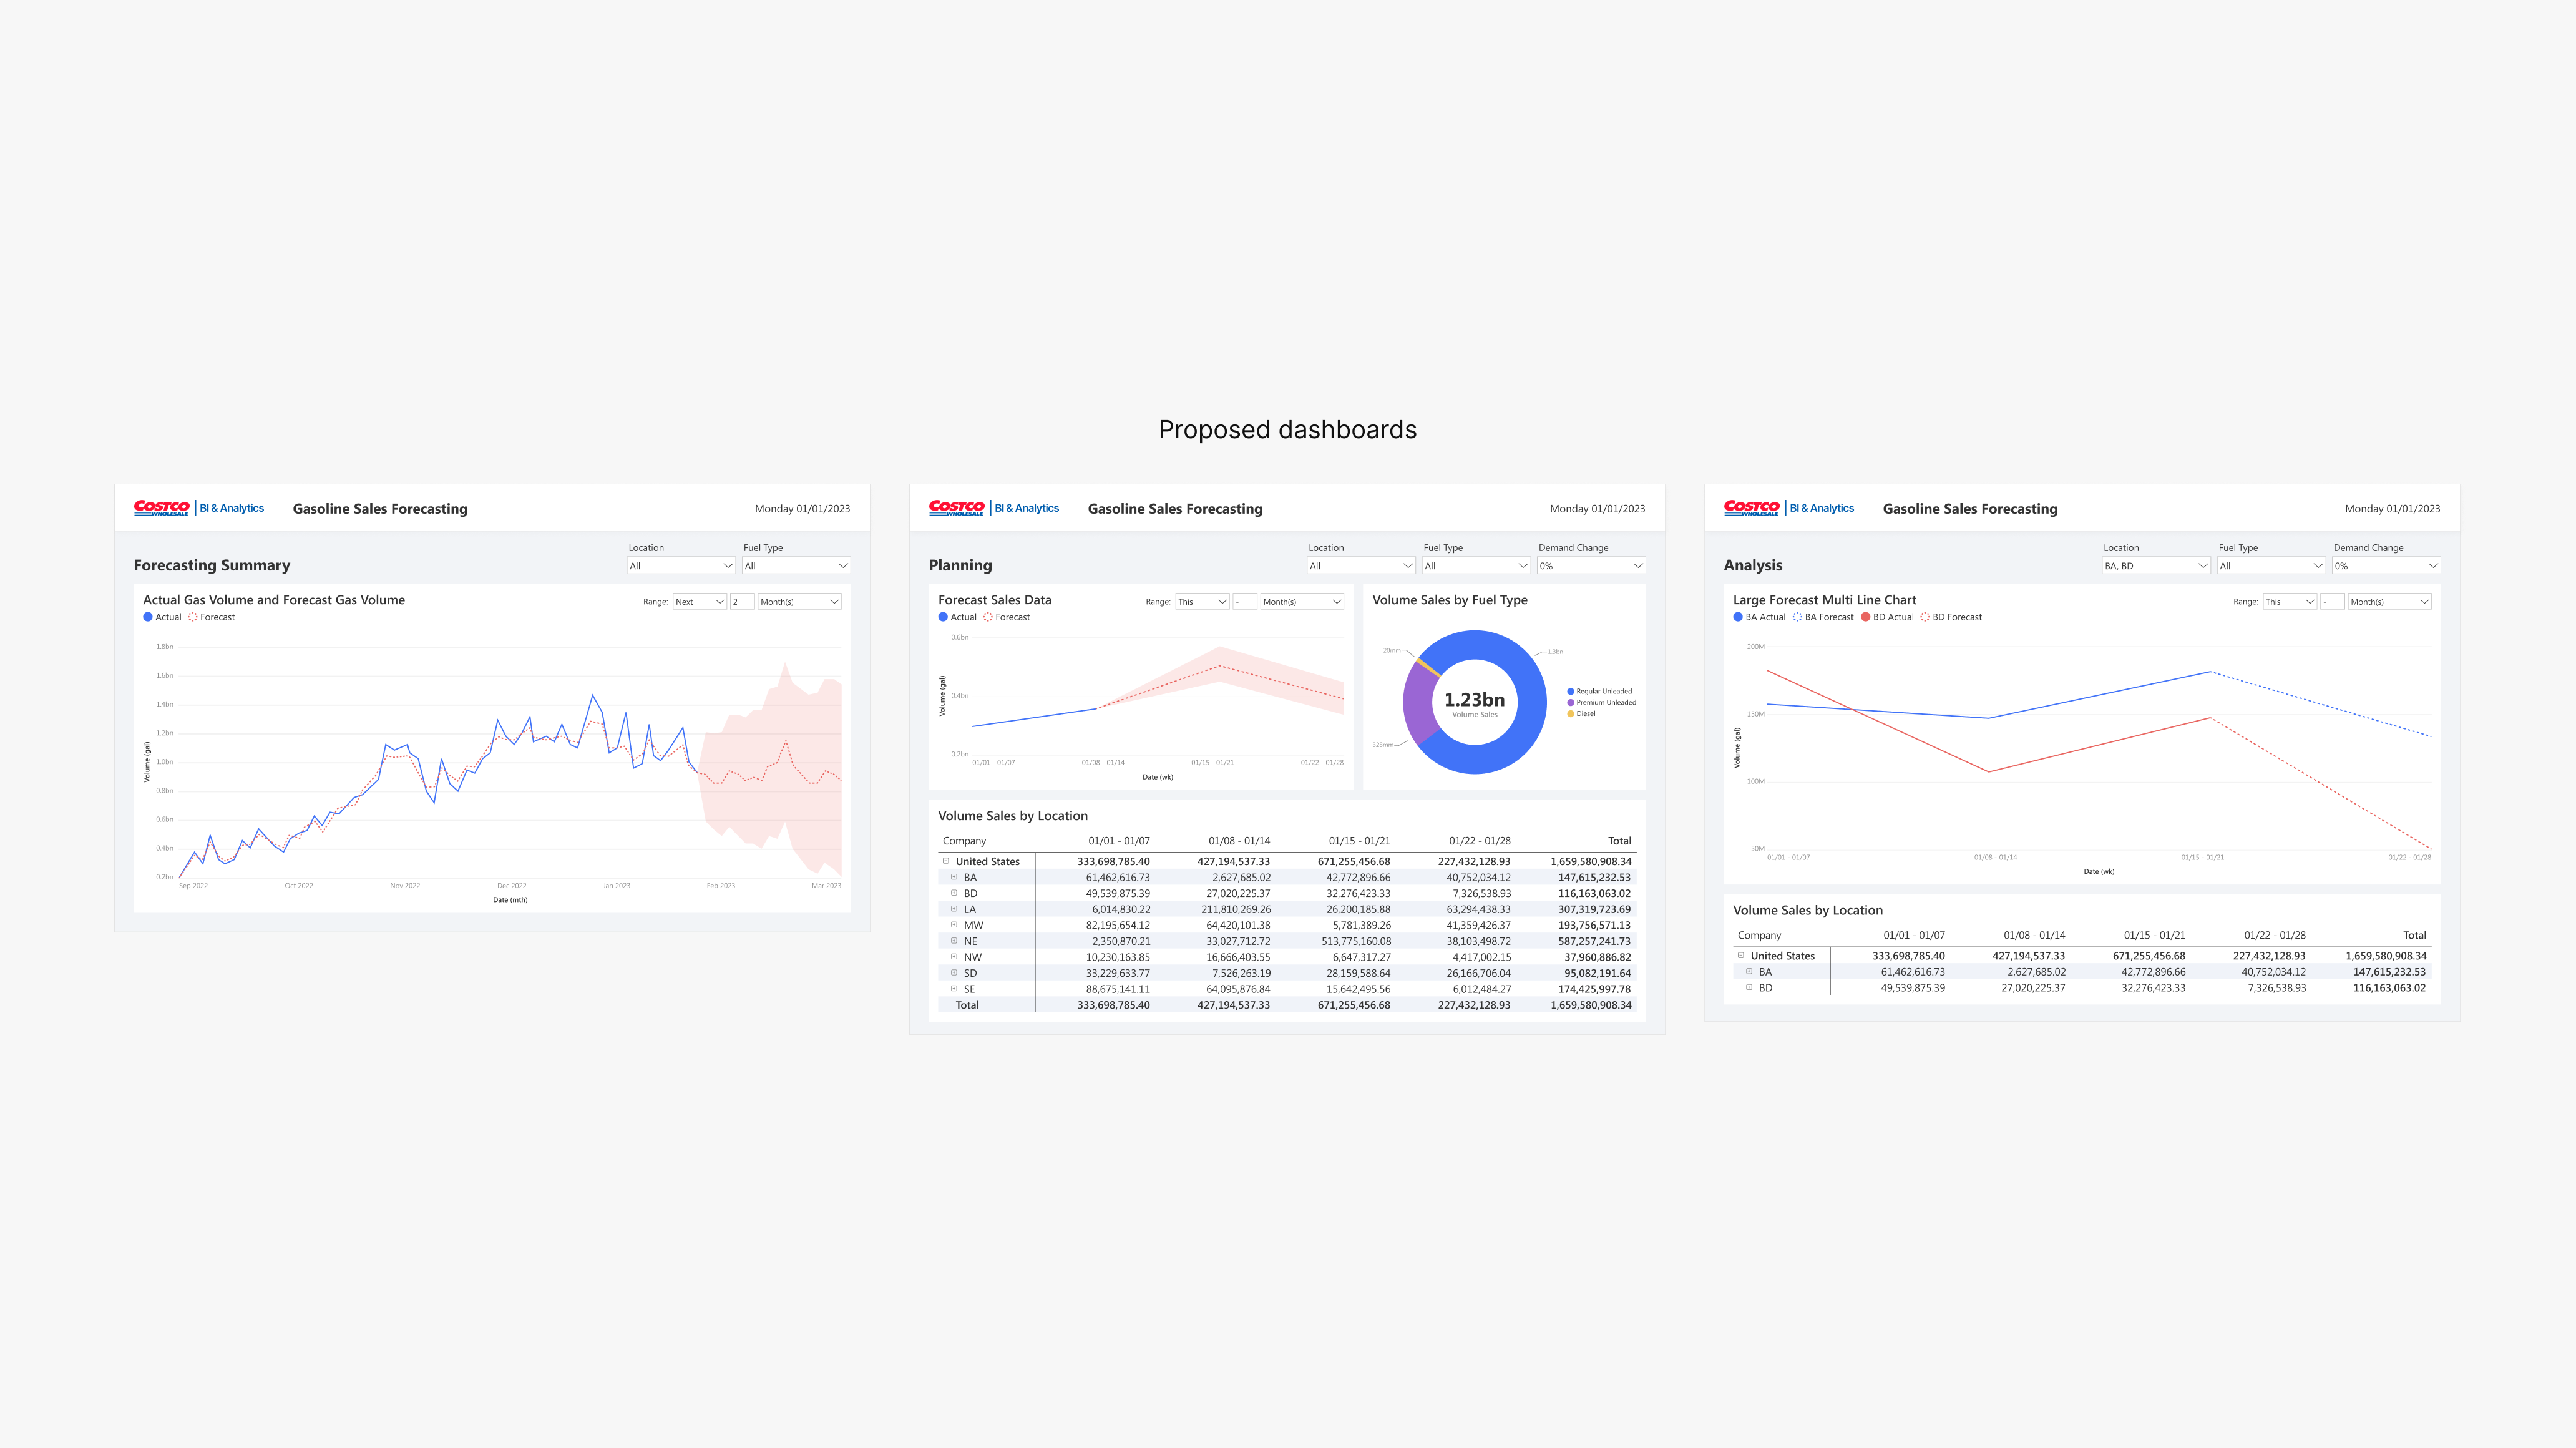 Proposed dashboards
COSTCO WHOLESALE BI & Analytics Gasoline Sales Forecasting Monday 01/01/2023
Forecasting Summary
Location Fuel Type
All All
Actual Gas Volume and Forecast Gas Volume
Range: Next 2 Month(s)
Actual Forecast
1.8bn
1.6bn
1.4bn
1.2bn
1.0bn
0.8bn
0.6bn
0.4bn
0.2bn
Volume (gal)
Sep 2022 Oct 2022 Nov 2022 Dec 2022 Jan 2023 Feb 2023 Mar 2023
Date (mth)
COSTCO WHOLESALE BI & Analytics Gasoline Sales Forecasting Monday 01/01/2023
Planning
Location Fuel Type Demand Change
All All 0%
Forecast Sales Data
Range: This - Month(s)
Actual Forecast
0.6bn
0.4bn
0.2bn
Volume (gal)
01/01 - 01/07 01/08 - 01/14 01/15 - 01/21 01/22 - 01/28
Date (wk)
Volume Sales by Fuel Type
20mm
1.3bn
328mm
1.23bn
Volume Sales
Regular Unleaded
Premium Unleaded
Diesel
Volume Sales by Location
Company 01/01 - 01/07 01/08 - 01/14 01/15 - 01/21 01/22 - 01/28 Total
United States 333,698,785.40 427,194,537.33 671,255,456.68 227,432,128.93 1,659,580,908.34
BA 61,462,616.73 2,627,685.02 42,772,896.66 40,752,034.12 147,615,232.53
BD 49,539,875.39 27,020,225.37 32,276,423.33 7,326,538.93 116,163,063.02
LA 6,014,830.22 211,810,269.26 26,200,185.88 63,294,438.33 307,319,723.69
MW 82,195,654.12 64,420,101.38 5,781,389.26 41,359,426.37 193,756,571.13
NE 2,350,870.21 33,027,712.72 513,775,160.08 38,103,498.72 587,257,241.73
NW 10,230,163.85 16,666,403.55 6,647,317.27 4,417,002.15 37,960,886.82
SD 33,229,633.77 7,526,263.19 28,159,588.64 26,166,706.04 95,082,191.64
SE 88,675,141.11 64,095,876.84 15,642,495.56 6,012,484.27 174,425,997.78
Total 333,698,785.40 427,194,537.33 671,255,456.68 227,432,128.93 1,659,580,908.34
COSTCO WHOLESALE BI & Analytics Gasoline Sales Forecasting Monday 01/01/2023
Analysis
Location Fuel Type Demand Change
BA, BD All 0%
Large Forecast Multi Line Chart
Range: This - Month(s)
BA Actual BA Forecast BD Actual BD Forecast
200M
150M
100M
50M
Volume (gal)
01/01 - 01/07 01/08 - 01/14 01/15 - 01/21 01/22 - 01/28
Date (wk)
Volume Sales by Location
Company 01/01 - 01/07 01/08 - 01/14 01/15 - 01/21 01/22 - 01/28 Total
United States 333,698,785.40 427,194,537.33 671,255,456.68 227,432,128.93 1,659,580,908.34
BA 61,462,616.73 2,627,685.02 42,772,896.66 40,752,034.12 147,615,232.53
BD 49,539,875.39 27,020,225.37 32,276,423.33 7,326,538.93 116,163,063.02